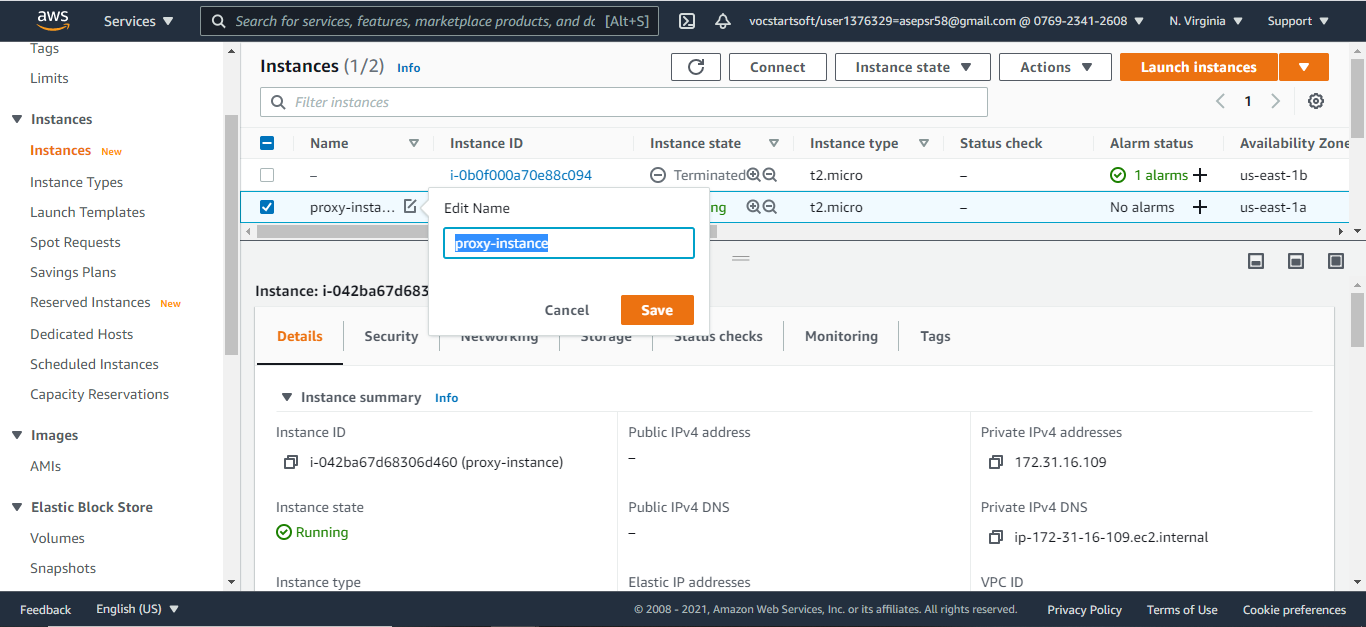 aws Services Search for services, features, marketplace products, and dc [Alt+S] vocstartsoft/user1376329=asepsr58@gmail.com @ 0769-2341-2608 N. Virginia Support
Tags
Limits
Instances
Instances New
Instance Types
Launch Templates
Spot Requests
Savings Plans
Reserved Instances New
Dedicated Hosts
Scheduled Instances
Capacity Reservations
Images
AMIs
Elastic Block Store
Volumes
Snapshots
Instances (1/2) Info Connect Instance state Actions Launch instances
Filter instances 1
Name Instance ID Instance state Instance type Status check Alarm status Availability Zone
– i-0b0f000a70e88c094 Terminated t2.micro – 1 alarms + us-east-1b
proxy-insta... ng t2.micro – No alarms + us-east-1a
Edit Name
proxy-instance
Cancel Save
Instance: i-042ba67d683
Details Security Networking Storage Status checks Monitoring Tags
Instance summary Info
Instance ID Public IPv4 address Private IPv4 addresses
i-042ba67d68306d460 (proxy-instance) – 172.31.16.109
Instance state Public IPv4 DNS Private IPv4 DNS
Running – ip-172-31-16-109.ec2.internal
Instance type Elastic IP addresses VPC ID
Feedback English (US) © 2008 - 2021, Amazon Web Services, Inc. or its affiliates. All rights reserved. Privacy Policy Terms of Use Cookie preferences